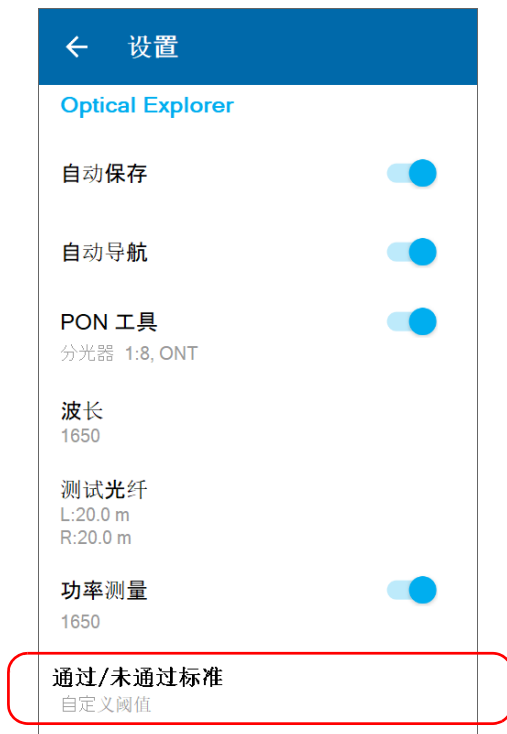 设置
Optical Explorer
自动保存
自动导航
PON 工具
分光器 1:8, ONT
波长
1650
测试光纤
L:20.0 m
R:20.0 m
功率测量
1650
通过/未通过标准
自定义阈值